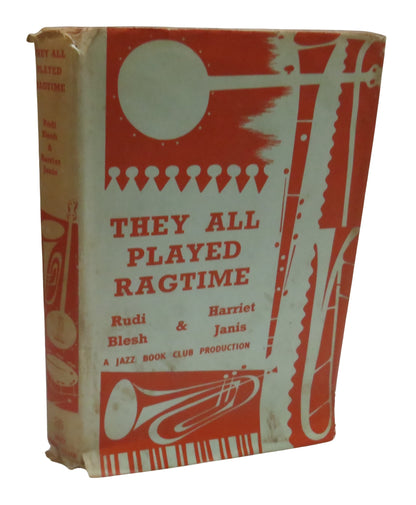 THEY ALL
PLAYED
RAGTIME
Rudi
Blesh
&
Harriet
Janis
THEY ALL
PLAYED
RAGTIME
Rudi
Blesh
&
Harriet
Janis
A JAZZ BOOK CLUB PRODUCTION